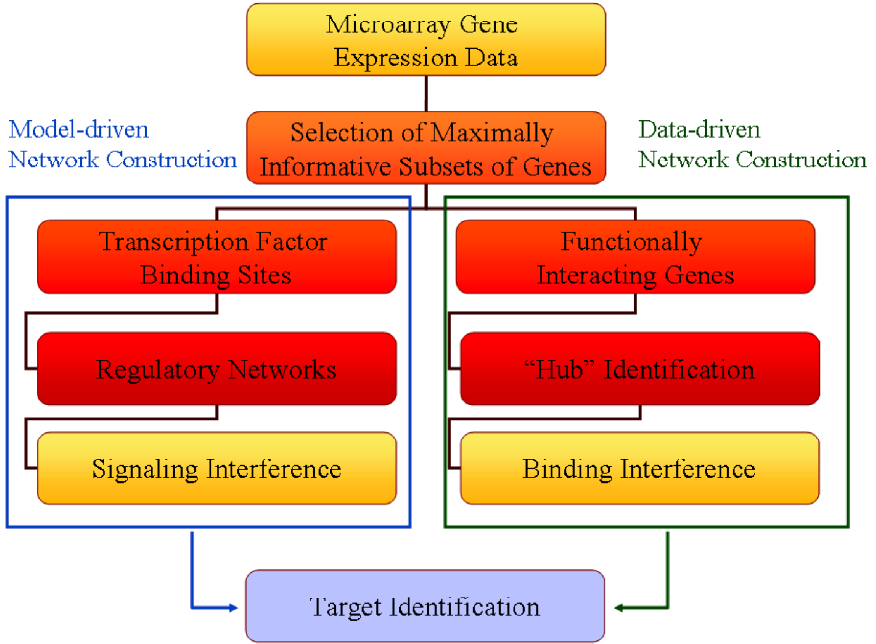 Microarray Gene
Expression Data
Model-driven
Network Construction
Selection of Maximally
Informative Subsets of Genes
Data-driven
Network Construction
Transcription Factor
Binding Sites
Functionally
Interacting Genes
Regulatory Networks
“Hub” Identification
Signaling Interference
Binding Interference
Target Identification